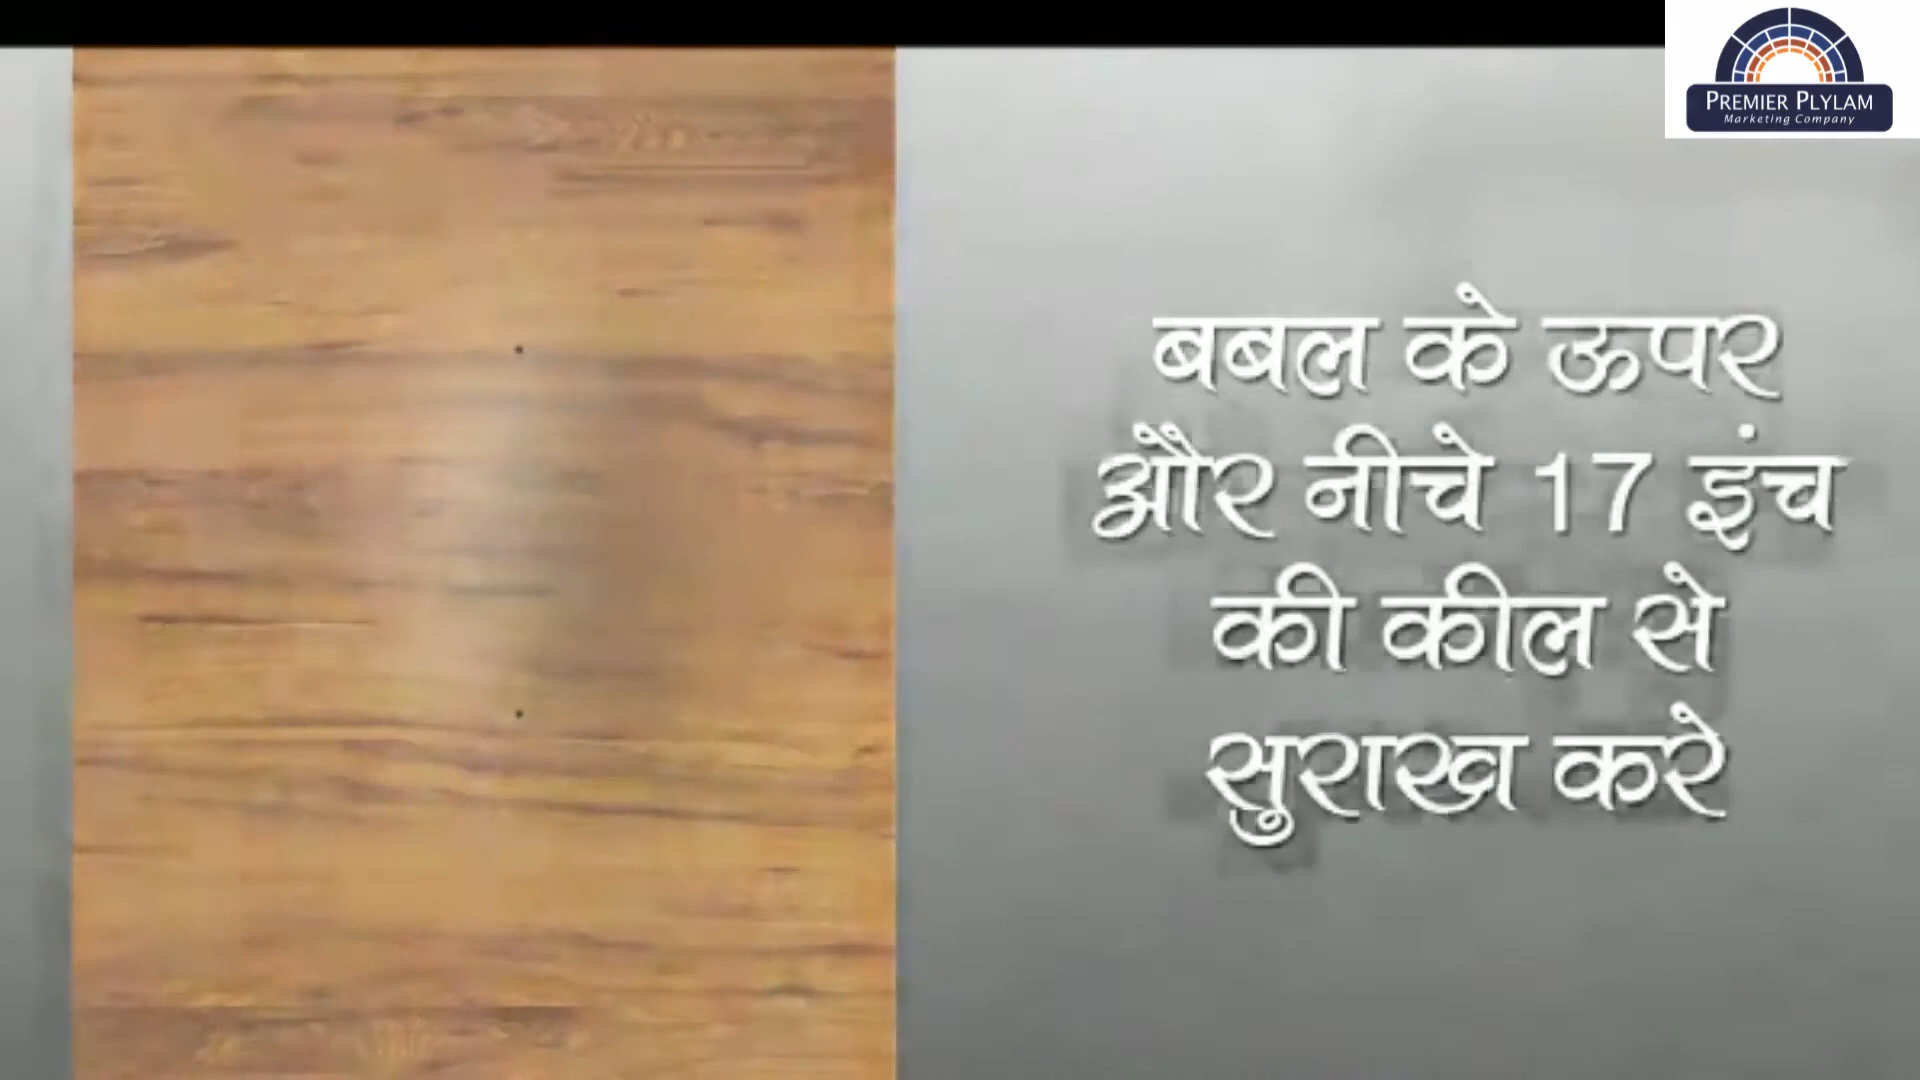 PREMIER PLYLAM
Marketing Company
बबल के ऊपर
और नीचे 17 इंच
की कील से
सुराख करे